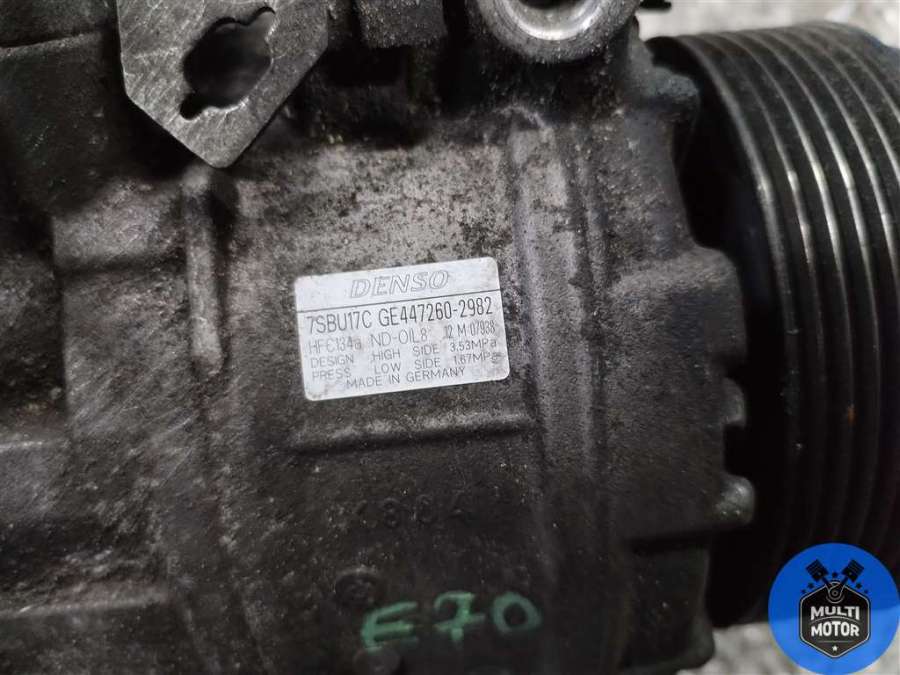 DENSO
7SBU17C GE447260-2982
HFC134a ND-OIL8 12 M 07938
DESIGN HIGH SIDE 3.53MPa
PRESS. LOW SIDE 1.67MPa
MADE IN GERMANY
E70
MULTI
MOTOR